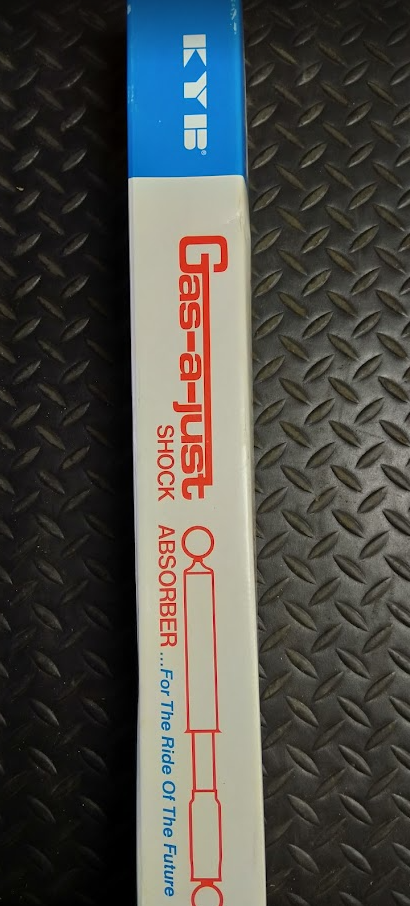 KYB®
Gas-a-just
SHOCK ABSORBER ...For The Ride Of The Future